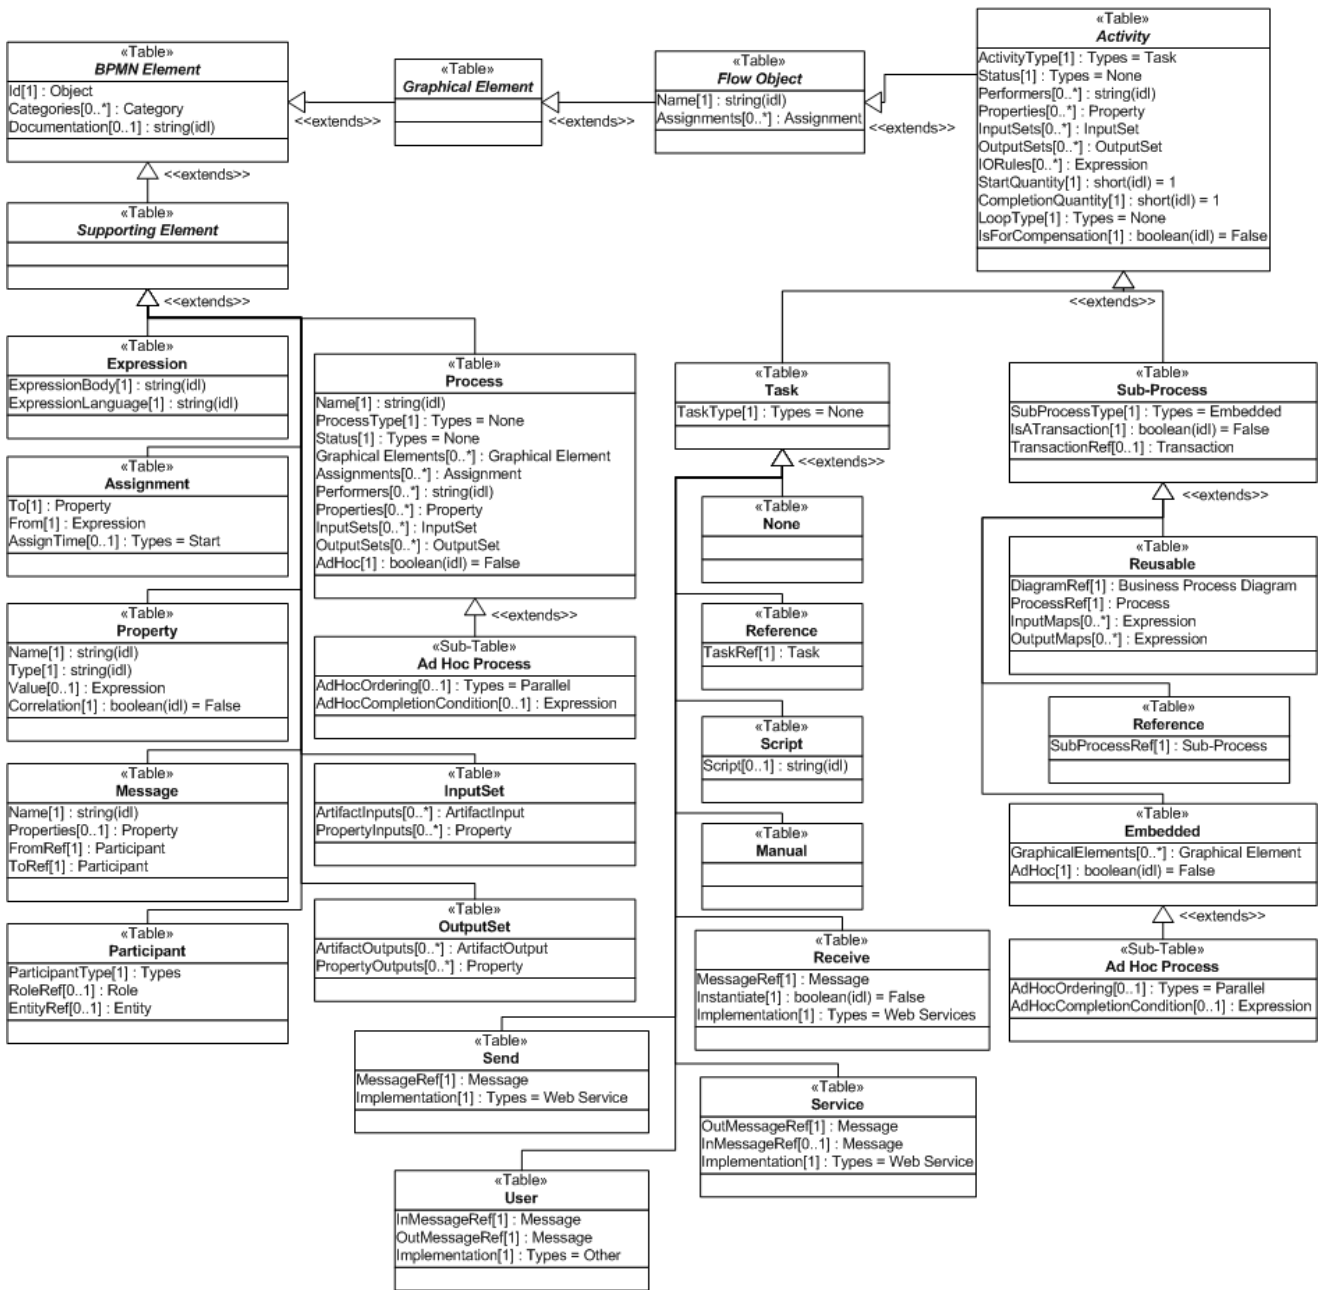 «Table»
BPMN Element
Id[1] : Object
Categories[0..*] : Category
Documentation[0..1] : string(idl)
<<extends>>
«Table»
Graphical Element
<<extends>>
«Table»
Flow Object
Name[1] : string(idl)
Assignments[0..*] : Assignment
<<extends>>
«Table»
Activity
ActivityType[1] : Types = Task
Status[1] : Types = None
Performers[0..*] : string(idl)
Properties[0..*] : Property
InputSets[0..*] : InputSet
OutputSets[0..*] : OutputSet
IORules[0..*] : Expression
StartQuantity[1] : short(idl) = 1
CompletionQuantity[1] : short(idl) = 1
LoopType[1] : Types = None
IsForCompensation[1] : boolean(idl) = False
<<extends>>
«Table»
Supporting Element
<<extends>>
<<extends>>
«Table»
Expression
ExpressionBody[1] : string(idl)
ExpressionLanguage[1] : string(idl)
«Table»
Assignment
To[1] : Property
From[1] : Expression
AssignTime[0..1] : Types = Start
«Table»
Property
Name[1] : string(idl)
Type[1] : string(idl)
Value[0..1] : Expression
Correlation[1] : boolean(idl) = False
«Table»
Message
Name[1] : string(idl)
Properties[0..1] : Property
FromRef[1] : Participant
ToRef[1] : Participant
«Table»
Participant
ParticipantType[1] : Types
RoleRef[0..1] : Role
EntityRef[0..1] : Entity
«Table»
Process
Name[1] : string(idl)
ProcessType[1] : Types = None
Status[1] : Types = None
Graphical Elements[0..*] : Graphical Element
Assignments[0..*] : Assignment
Performers[0..*] : string(idl)
Properties[0..*] : Property
InputSets[0..*] : InputSet
OutputSets[0..*] : OutputSet
AdHoc[1] : boolean(idl) = False
<<extends>>
«Sub-Table»
Ad Hoc Process
AdHocOrdering[0..1] : Types = Parallel
AdHocCompletionCondition[0..1] : Expression
«Table»
InputSet
ArtifactInputs[0..*] : ArtifactInput
PropertyInputs[0..*] : Property
«Table»
OutputSet
ArtifactOutputs[0..*] : ArtifactOutput
PropertyOutputs[0..*] : Property
«Table»
Task
TaskType[1] : Types = None
<<extends>>
«Table»
None
«Table»
Reference
TaskRef[1] : Task
«Table»
Script
Script[0..1] : string(idl)
«Table»
Manual
«Table»
Receive
MessageRef[1] : Message
Instantiate[1] : boolean(idl) = False
Implementation[1] : Types = Web Services
«Table»
Send
MessageRef[1] : Message
Implementation[1] : Types = Web Service
«Table»
Service
OutMessageRef[1] : Message
InMessageRef[0..1] : Message
Implementation[1] : Types = Web Service
«Table»
User
InMessageRef[1] : Message
OutMessageRef[1] : Message
Implementation[1] : Types = Other
«Table»
Sub-Process
SubProcessType[1] : Types = Embedded
IsATransaction[1] : boolean(idl) = False
TransactionRef[0..1] : Transaction
<<extends>>
«Table»
Reusable
DiagramRef[1] : Business Process Diagram
ProcessRef[1] : Process
InputMaps[0..*] : Expression
OutputMaps[0..*] : Expression
«Table»
Reference
SubProcessRef[1] : Sub-Process
«Table»
Embedded
GraphicalElements[0..*] : Graphical Element
AdHoc[1] : boolean(idl) = False
<<extends>>
«Sub-Table»
Ad Hoc Process
AdHocOrdering[0..1] : Types = Parallel
AdHocCompletionCondition[0..1] : Expression